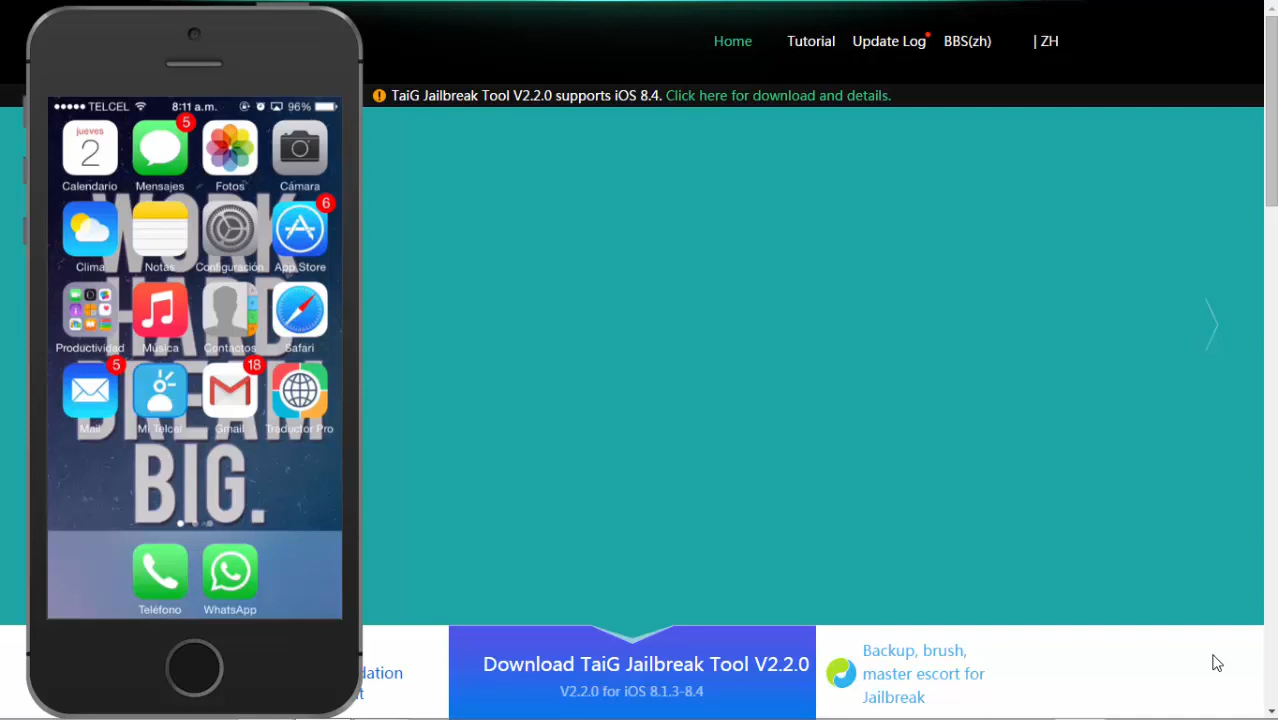 Home Tutorial Update Log BBS(zh) | ZH
TaiG Jailbreak Tool V2.2.0 supports iOS 8.4. Click here for download and details.
TELCEL 8:11 a.m. 96%
jueves
2
5
Calendario Mensajes Fotos Cámara
6
Clima Notas Configuración App Store
Productividad Música Contactos Safari
5 18
Mail Mi Telcel Gmail Traductor Pro
WORK
HARD
DREAM
BIG.
Teléfono WhatsApp
Download TaiG Jailbreak Tool V2.2.0
V2.2.0 for iOS 8.1.3-8.4
Backup, brush,
master escort for
Jailbreak